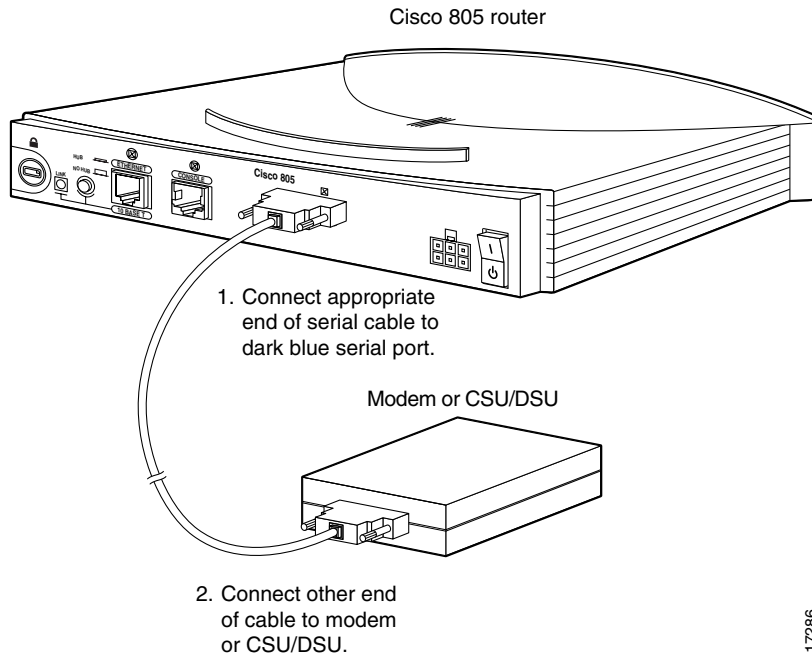 Cisco 805 router
HUB
NO HUB
LINK
ETHERNET
10 BASE T
CONSOLE
Cisco 805
1. Connect appropriate
end of serial cable to
dark blue serial port.
Modem or CSU/DSU
2. Connect other end
of cable to modem
or CSU/DSU.
17286